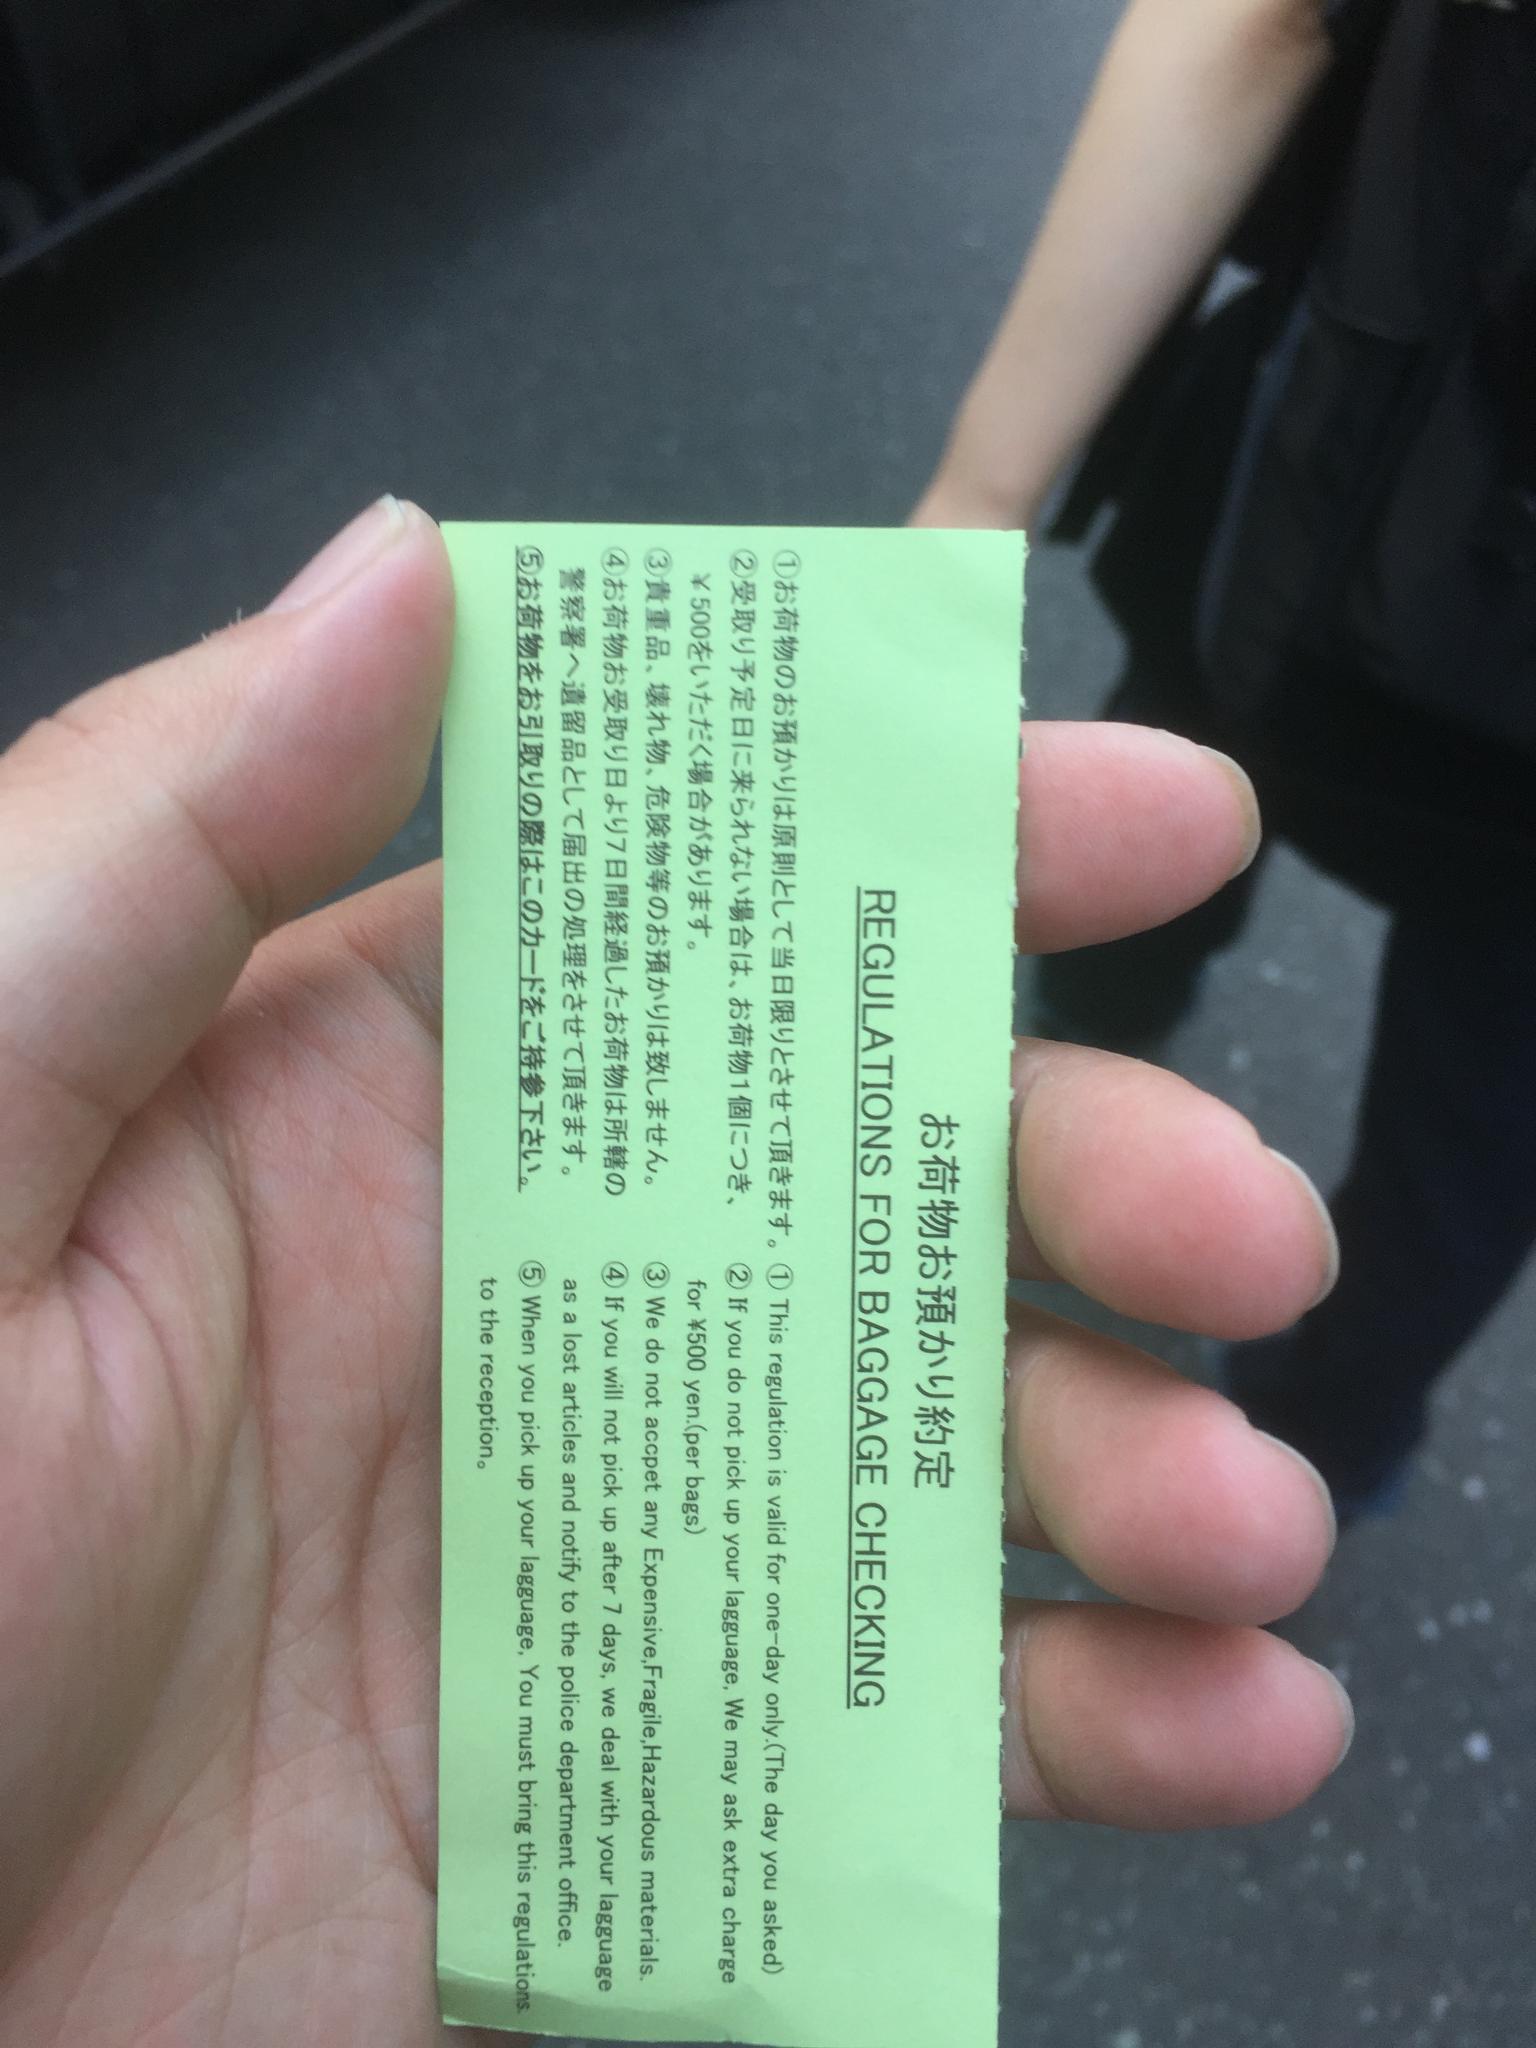 お荷物お預かり約定
REGULATIONS FOR BAGGAGE CHECKING
①お荷物のお預かりは原則として当日限りとさせて頂きます。
②受取り予定日に来られない場合は、お荷物1個につき、
￥500をいただく場合があります。
③貴重品、壊れ物、危険物等のお預かりは致しません。
④お荷物お受取り日より7日間経過したお荷物は所轄の
警察署へ遺留品として届出の処理をさせて頂きます。
⑤お荷物をお引取りの際はこのカードをご持参下さい。
① This regulation is valid for one-day only.(The day you asked)
② If you do not pick up your lagguage, We may ask extra charge
for ¥500 yen.(per bags)
③ We do not accpet any Expensive,Fragile,Hazardous materials.
④ If you will not pick up after 7 days, we deal with your lagguage
as a lost articles and notify to the police department office.
⑤ When you pick up your lagguage, You must bring this regulations.
to the reception。